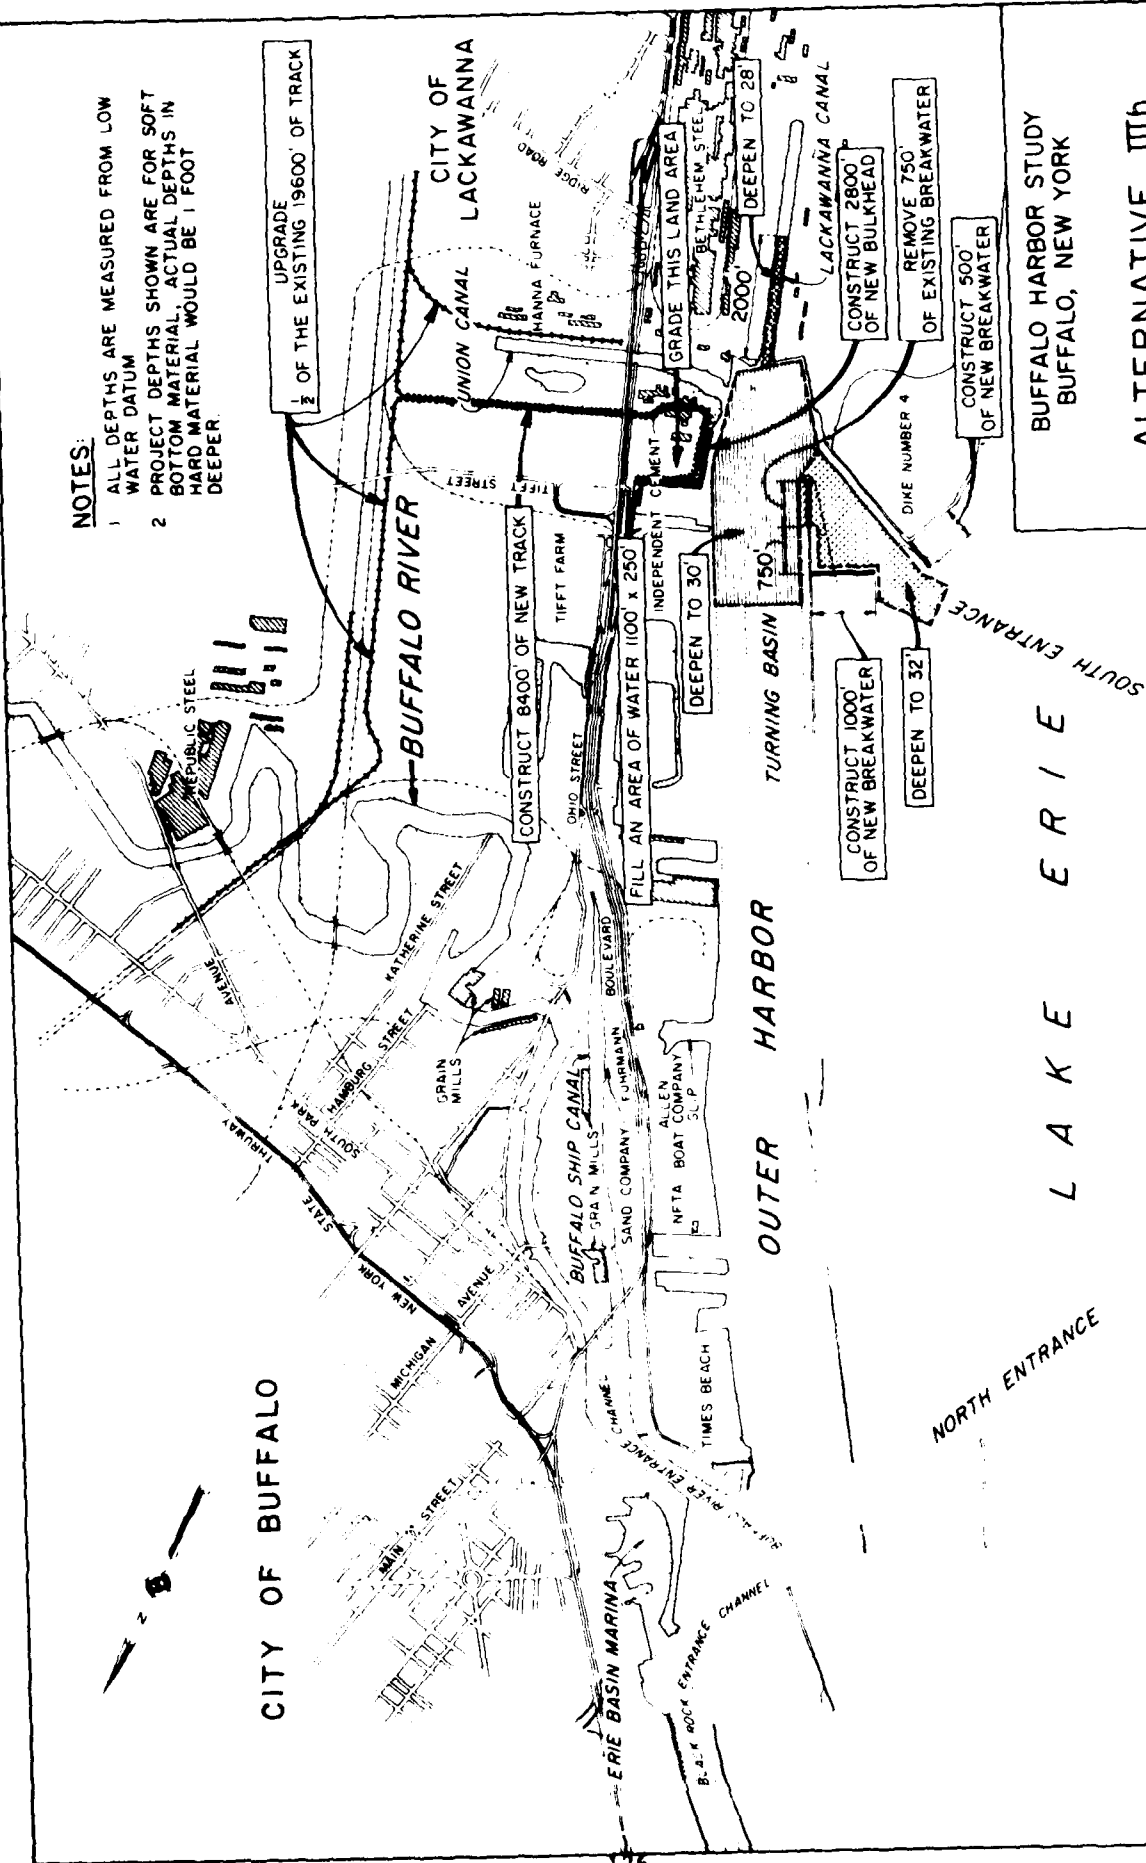 NOTES:
1 ALL DEPTHS ARE MEASURED FROM LOW
WATER DATUM
2 PROJECT DEPTHS SHOWN ARE FOR SOFT
BOTTOM MATERIAL, ACTUAL DEPTHS IN
HARD MATERIAL WOULD BE 1 FOOT
DEEPER.
UPGRADE
1/2 OF THE EXISTING 19600' OF TRACK
CITY OF
LACKAWANNA
CITY OF BUFFALO
N
REPUBLIC STEEL
BUFFALO RIVER
UNION CANAL
HANNA FURNACE
RIDGE ROAD
TIFFT STREET
CONSTRUCT 8400' OF NEW TRACK
TIFFT FARM
OHIO STREET
FILL AN AREA OF WATER 1100' x 250'
INDEPENDENT CEMENT
GRADE THIS LAND AREA
BETHLEHEM STEEL
DEEPEN TO 28'
2000'
LACKAWANNA CANAL
CONSTRUCT 2800'
OF NEW BULKHEAD
REMOVE 750'
OF EXISTING BREAKWATER
CONSTRUCT 500'
OF NEW BREAKWATER
DIKE NUMBER 4
DEEPEN TO 30'
750'
TURNING BASIN
CONSTRUCT 1000'
OF NEW BREAKWATER
DEEPEN TO 32'
SOUTH ENTRANCE
AVENUE
KATHERINE STREET
HAMBURG STREET
SOUTH PARK
GRAIN
MILLS
NEW YORK STATE THRUWAY
MICHIGAN AVENUE
MAIN STREET
BUFFALO SHIP CANAL
GRAIN MILLS
FUHRMANN BOULEVARD
SAND COMPANY
ALLEN
BOAT COMPANY
SLIP
NFTA
TIMES BEACH
BUFFALO RIVER ENTRANCE CHANNEL
ERIE BASIN MARINA
BLACK ROCK ENTRANCE CHANNEL
OUTER HARBOR
NORTH ENTRANCE
LAKE ERIE
BUFFALO HARBOR STUDY
BUFFALO, NEW YORK
ALTERNATIVE IIIb